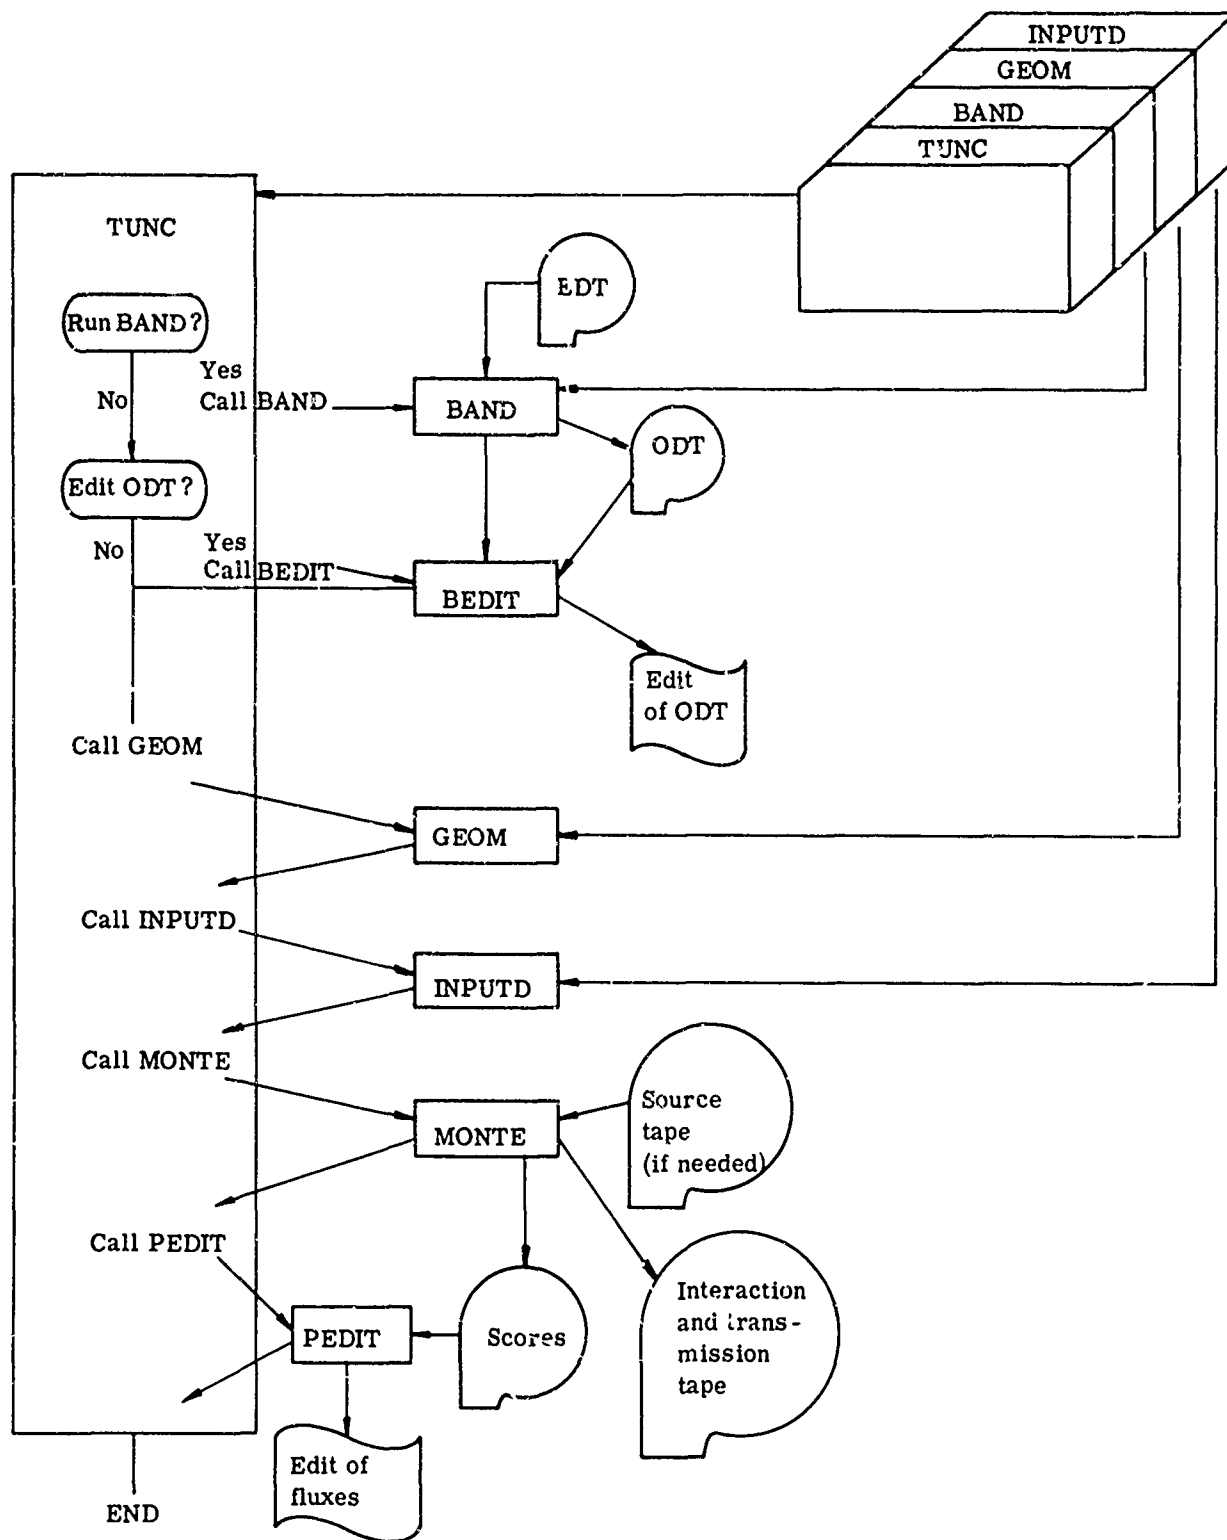 INPUTD
GEOM
BAND
TUNC
TUNC
EDT
Run BAND?
Yes
No
Call BAND
BAND
ODT
Edit ODT?
No
Yes
Call BEDIT
BEDIT
Edit
of ODT
Call GEOM
GEOM
Call INPUTD
INPUTD
Call MONTE
MONTE
Source
tape
(if needed)
Call PEDIT
PEDIT
Scores
Interaction
and trans-
mission
tape
Edit of
fluxes
END